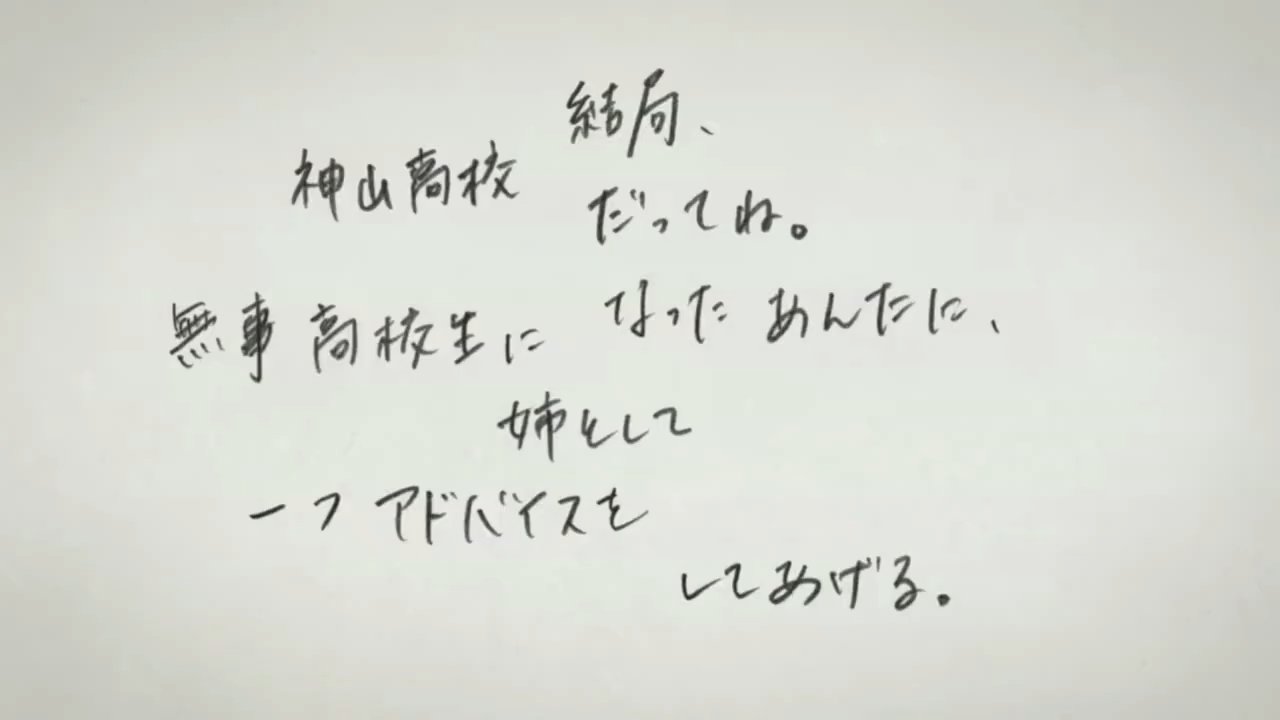 結局、
神山高校だってね。
無事高校生になったあんたに、
姉として
一つアドバイスを
してあげる。